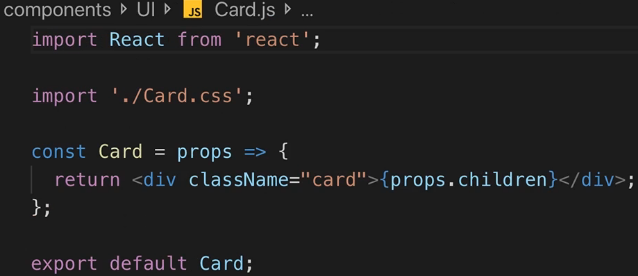 components > UI > JS Card.js > ...
import React from 'react';
import './Card.css';
const Card = props => {
  return <div className="card">{props.children}</div>;
};
export default Card;